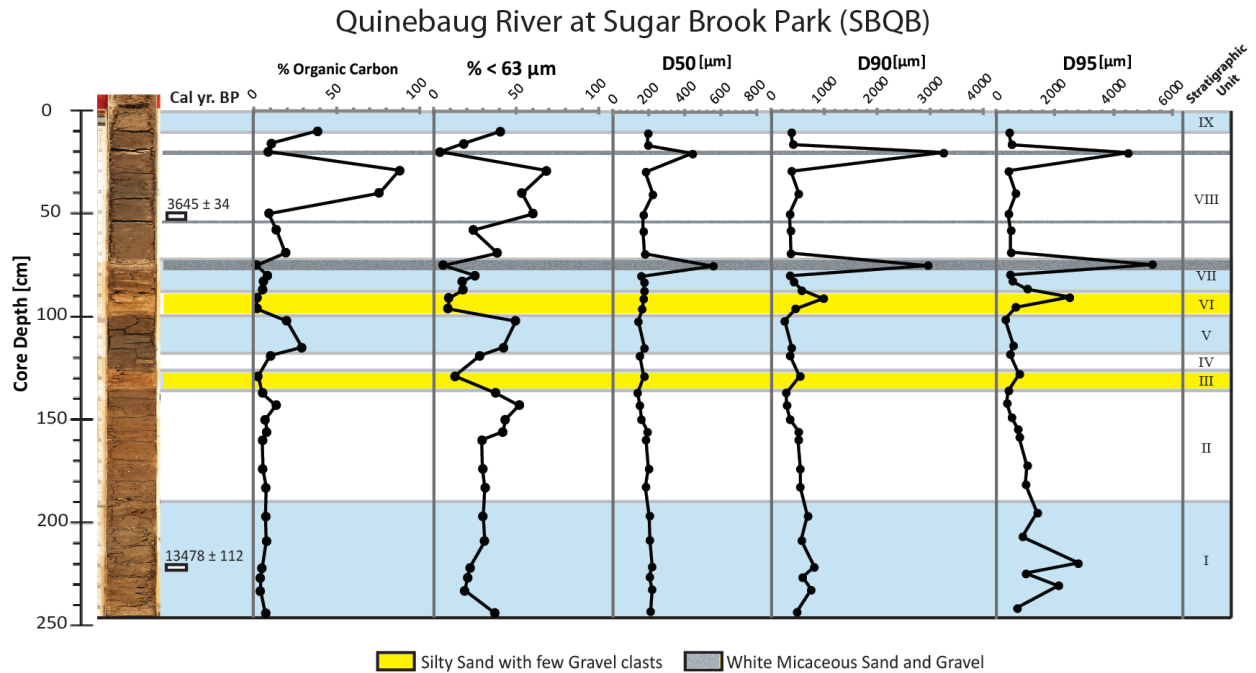 Quinebaug River at Sugar Brook Park (SBQB)
% Organic Carbon
% < 63 µm
D50 [µm]
D90[µm]
D95[µm]
Stratigraphic Unit
Cal yr. BP
0 50 100
0 50 100
0 200 400 600 800
0 1000 2000 3000 4000
0 2000 4000 6000
Core Depth [cm]
0
50
100
150
200
250
3645 ± 34
13478 ± 112
IX
VIII
VII
VI
V
IV
III
II
I
Silty Sand with few Gravel clasts
White Micaceous Sand and Gravel